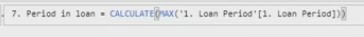 7. Period in loan = CALCULATE(MAX('1. Loan Period'[1. Loan Period]))